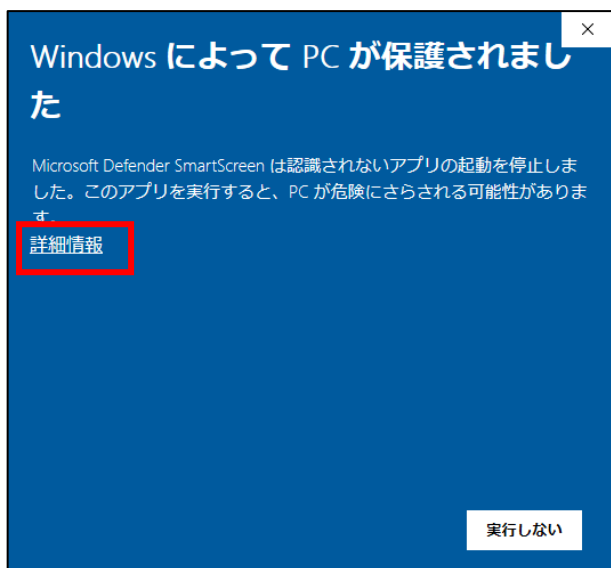 Windows によって PC が保護されまし
た
Microsoft Defender SmartScreen は認識されないアプリの起動を停止しま
した。このアプリを実行すると、PC が危険にさらされる可能性がありま
す。
詳細情報
実行しない